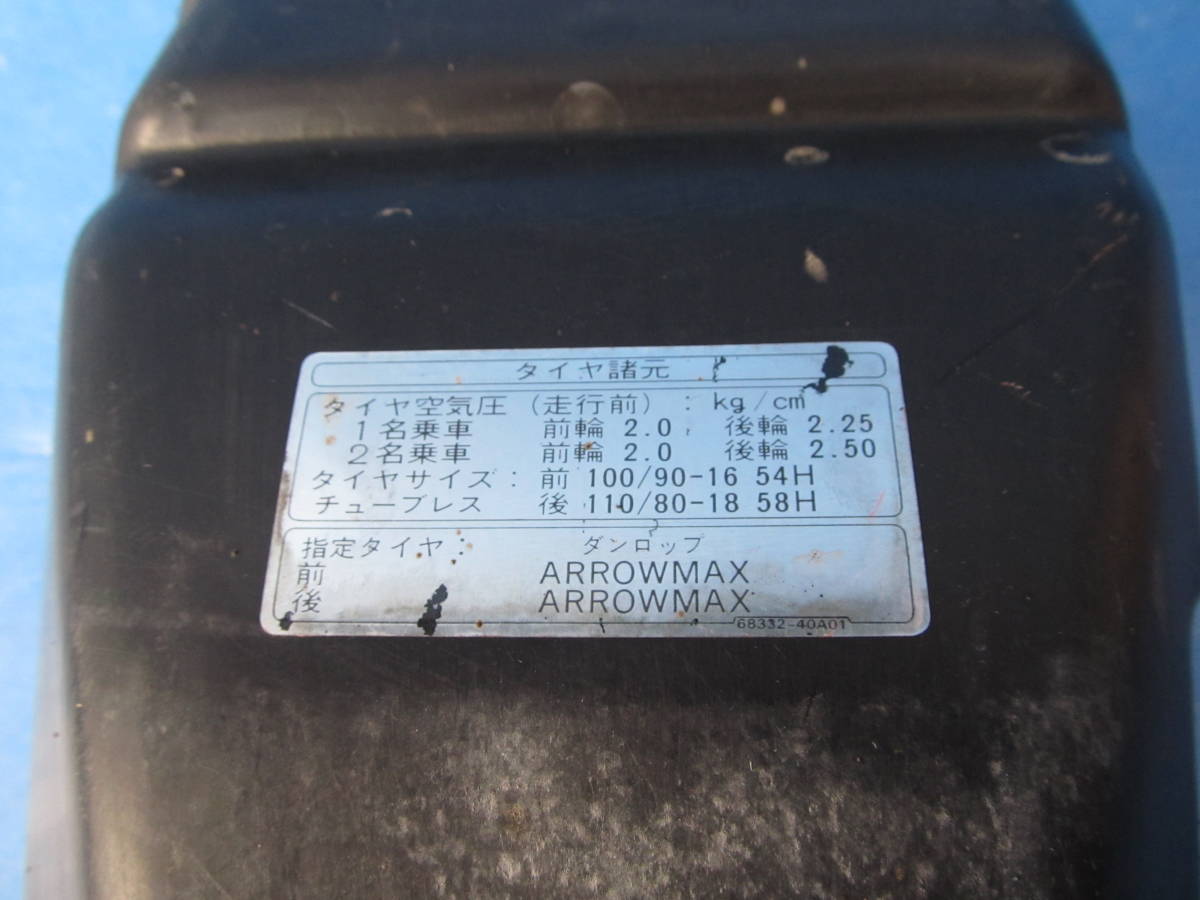 タイヤ諸元
タイヤ空気圧（走行前）：kg/cm
1名乗車 前輪 2.0, 後輪 2.25
2名乗車 前輪 2.0 後輪 2.50
タイヤサイズ：前 100/90-16 54H
チューブレス 後 110/80-18 58H
指定タイヤ： ダンロップ
前 ARROWMAX
後 ARROWMAX
68332-40A01